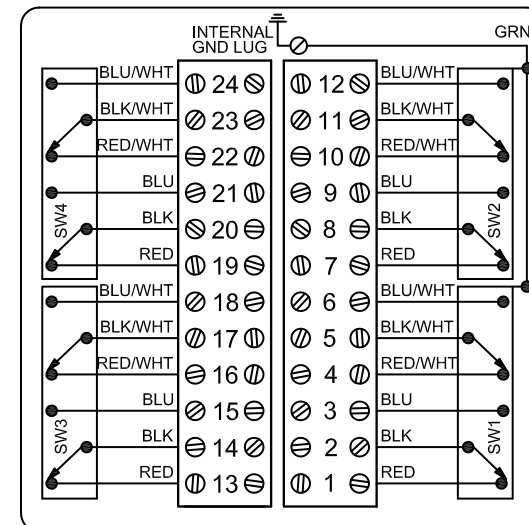 INTERNAL GRN
GND LUG
BLU/WHT 24 12 BLU/WHT
BLK/WHT 23 11 BLK/WHT
RED/WHT 22 10 RED/WHT
BLU 21 9 BLU
SW4 SW2
BLK 20 8 BLK
RED 19 7 RED
BLU/WHT 18 6 BLU/WHT
BLK/WHT 17 5 BLK/WHT
RED/WHT 16 4 RED/WHT
BLU 15 3 BLU
SW3 SW1
BLK 14 2 BLK
RED 13 1 RED